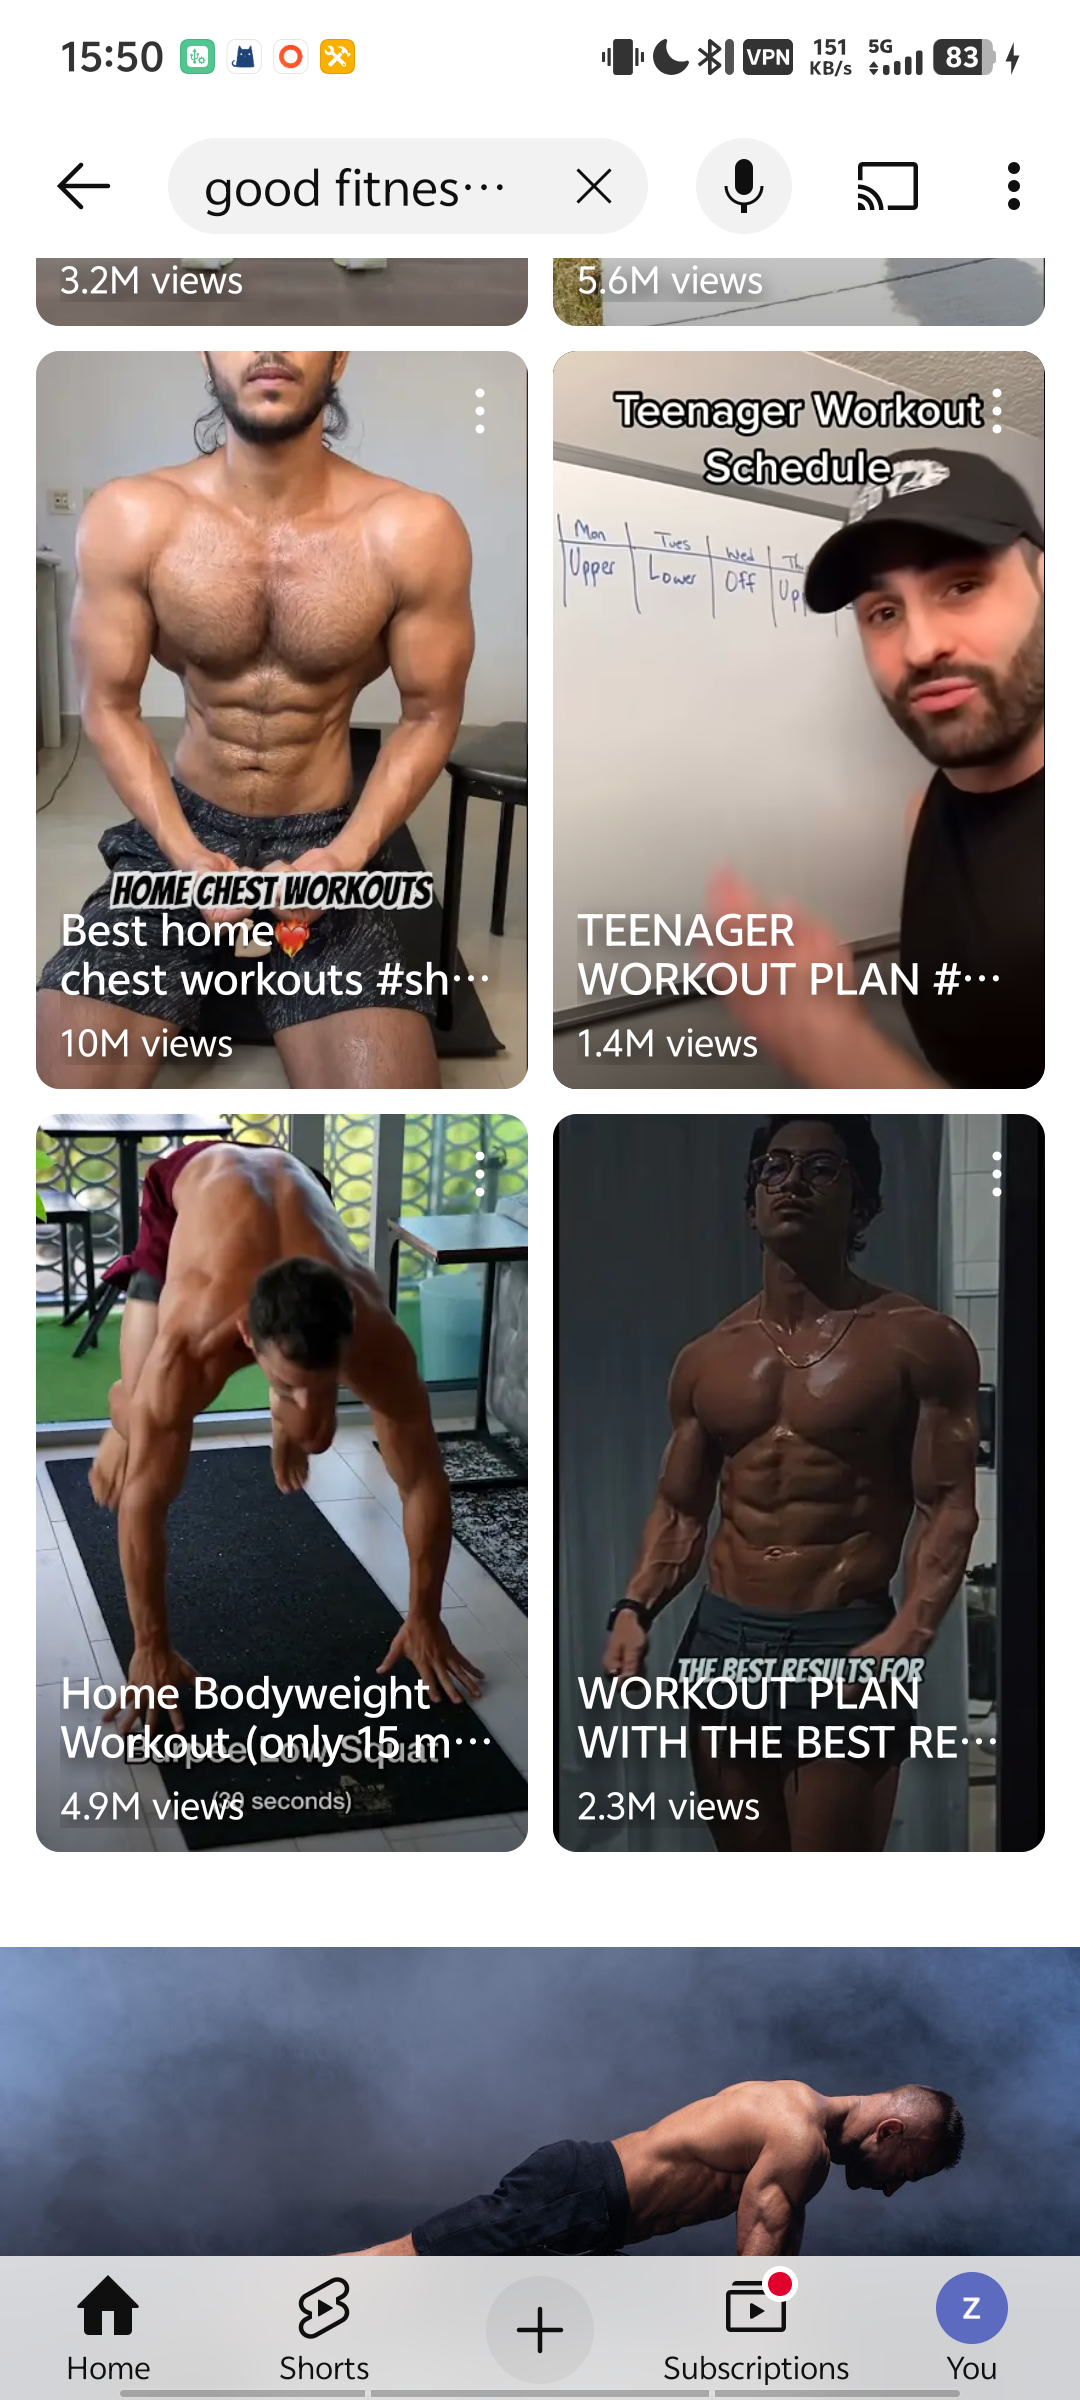 15:50
VPN
151
KB/s
5G
83
good fitnes…
3.2M views
5.6M views
HOME CHEST WORKOUTS
Best home❤️‍🔥
chest workouts #sh…
10M views
Teenager Workout
Schedule
Mon
Tues
Wed
Th
Upper
Lower
Off
Upp
TEENAGER
WORKOUT PLAN #…
1.4M views
Home Bodyweight
Workout (only 15 m…
Burpee Low Squat
(30 seconds)
4.9M views
THE BEST RESULTS FOR
WORKOUT PLAN
WITH THE BEST RE…
2.3M views
Home
Shorts
Subscriptions
Z
You